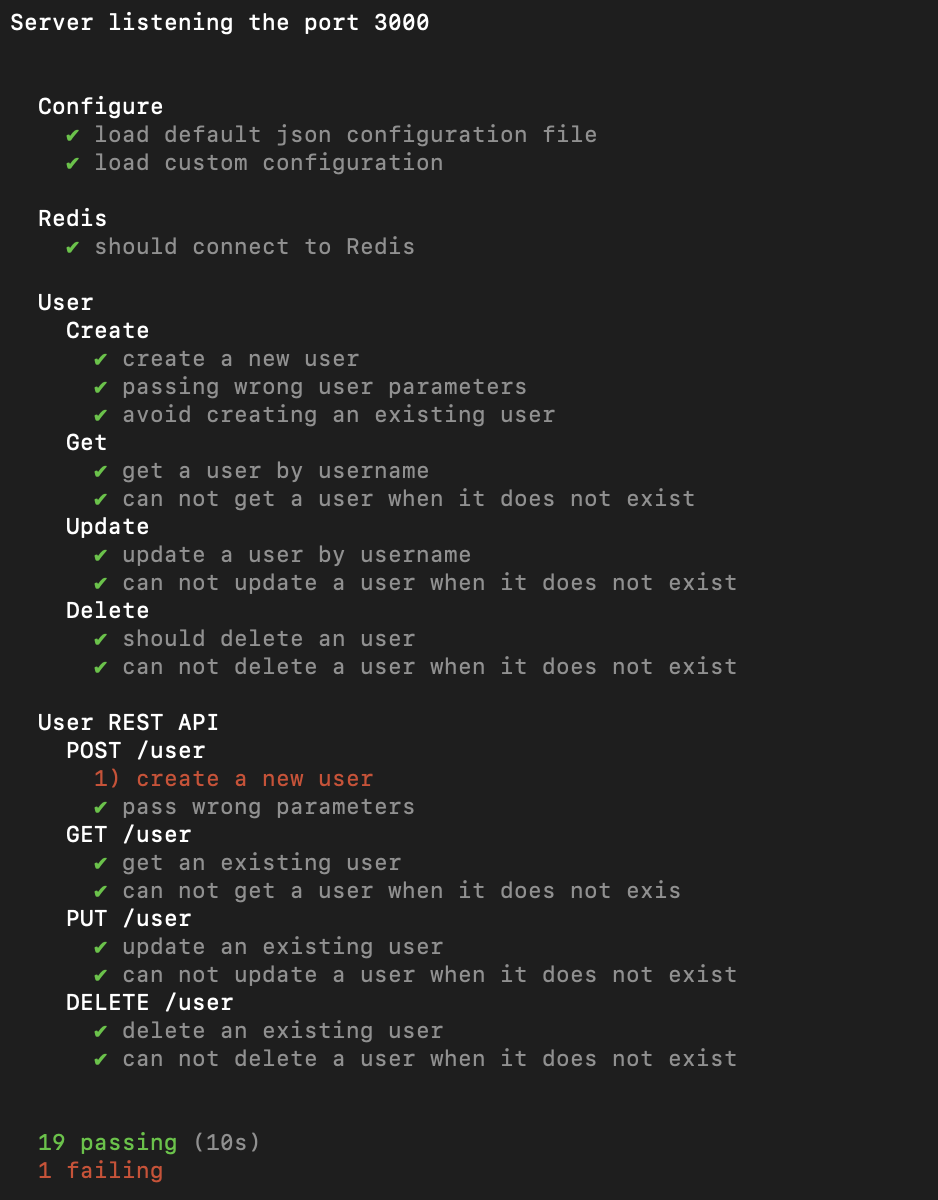 Server listening the port 3000
Configure
✔ load default json configuration file
✔ load custom configuration
Redis
✔ should connect to Redis
User
Create
✔ create a new user
✔ passing wrong user parameters
✔ avoid creating an existing user
Get
✔ get a user by username
✔ can not get a user when it does not exist
Update
✔ update a user by username
✔ can not update a user when it does not exist
Delete
✔ should delete an user
✔ can not delete a user when it does not exist
User REST API
POST /user
1) create a new user
✔ pass wrong parameters
GET /user
✔ get an existing user
✔ can not get a user when it does not exis
PUT /user
✔ update an existing user
✔ can not update a user when it does not exist
DELETE /user
✔ delete an existing user
✔ can not delete a user when it does not exist
19 passing (10s)
1 failing